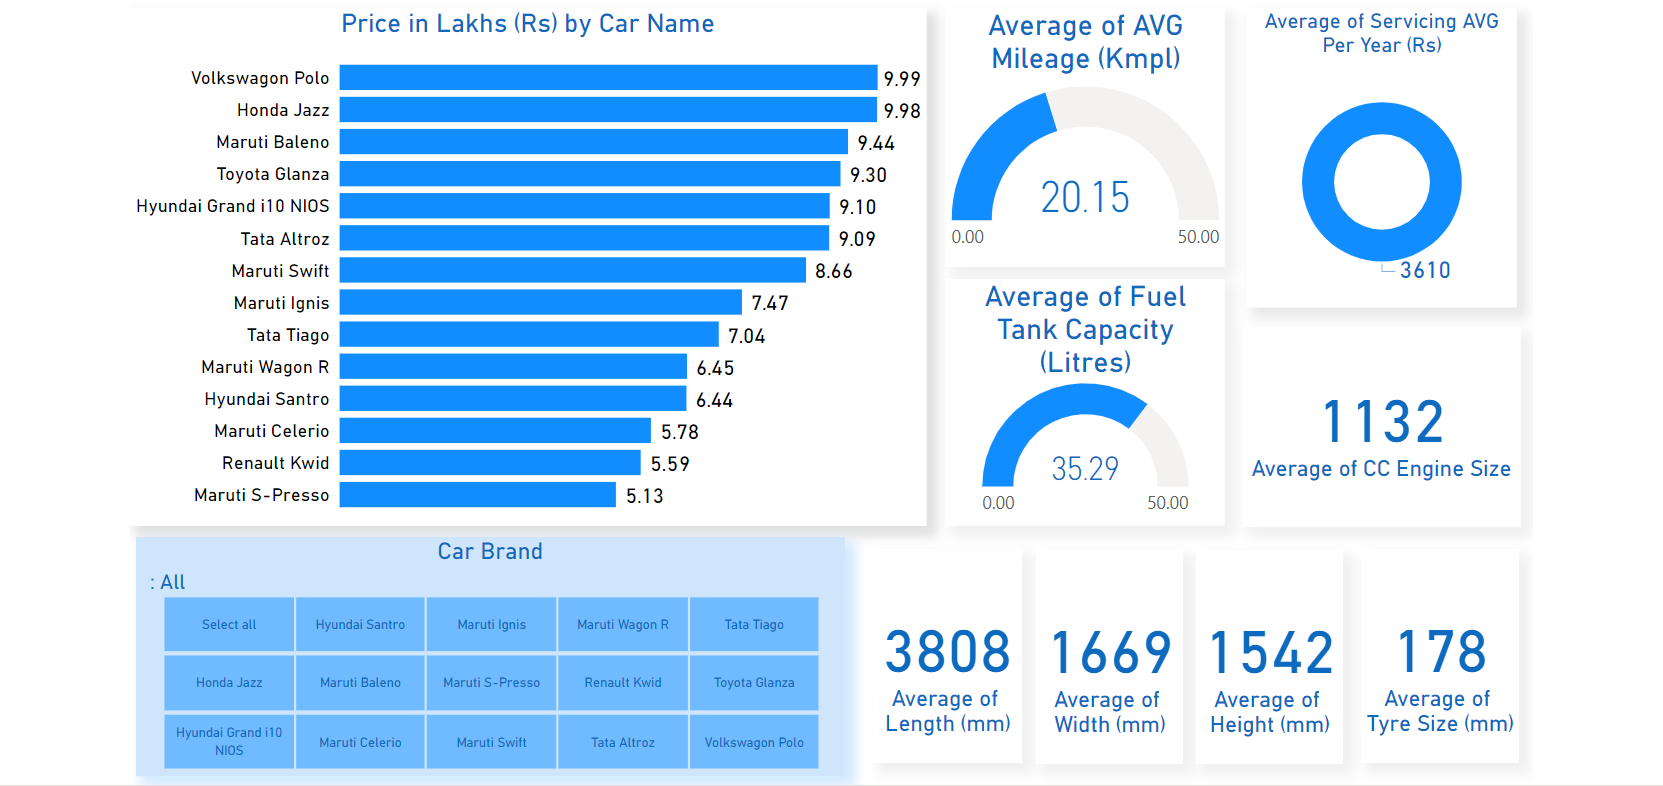 Price in Lakhs (Rs) by Car Name
Volkswagon Polo 9.99
Honda Jazz 9.98
Maruti Baleno 9.44
Toyota Glanza 9.30
Hyundai Grand i10 NIOS 9.10
Tata Altroz 9.09
Maruti Swift 8.66
Maruti Ignis 7.47
Tata Tiago 7.04
Maruti Wagon R 6.45
Hyundai Santro 6.44
Maruti Celerio 5.78
Renault Kwid 5.59
Maruti S-Presso 5.13
Average of AVG
Mileage (Kmpl)
20.15
0.00 50.00
Average of Servicing AVG
Per Year (Rs)
3610
Average of Fuel
Tank Capacity
(Litres)
35.29
0.00 50.00
1132
Average of CC Engine Size
Car Brand
: All
Select all Hyundai Santro Maruti Ignis Maruti Wagon R Tata Tiago
Honda Jazz Maruti Baleno Maruti S-Presso Renault Kwid Toyota Glanza
Hyundai Grand i10
NIOS
Maruti Celerio Maruti Swift Tata Altroz Volkswagon Polo
3808
Average of
Length (mm)
1669
Average of
Width (mm)
1542
Average of
Height (mm)
178
Average of
Tyre Size (mm)